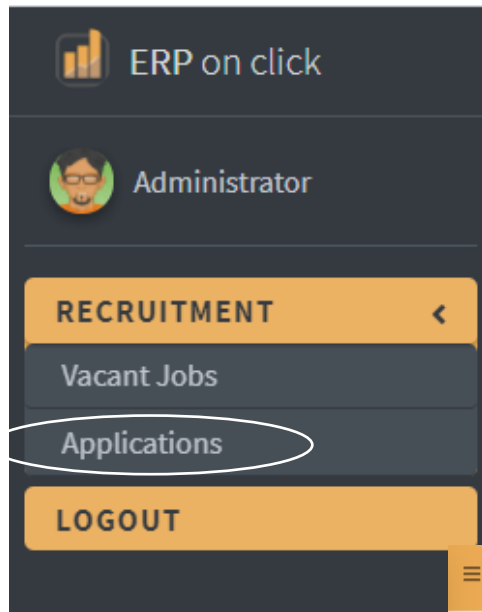 ERP on click
Administrator
RECRUITMENT
Vacant Jobs
Applications
LOGOUT